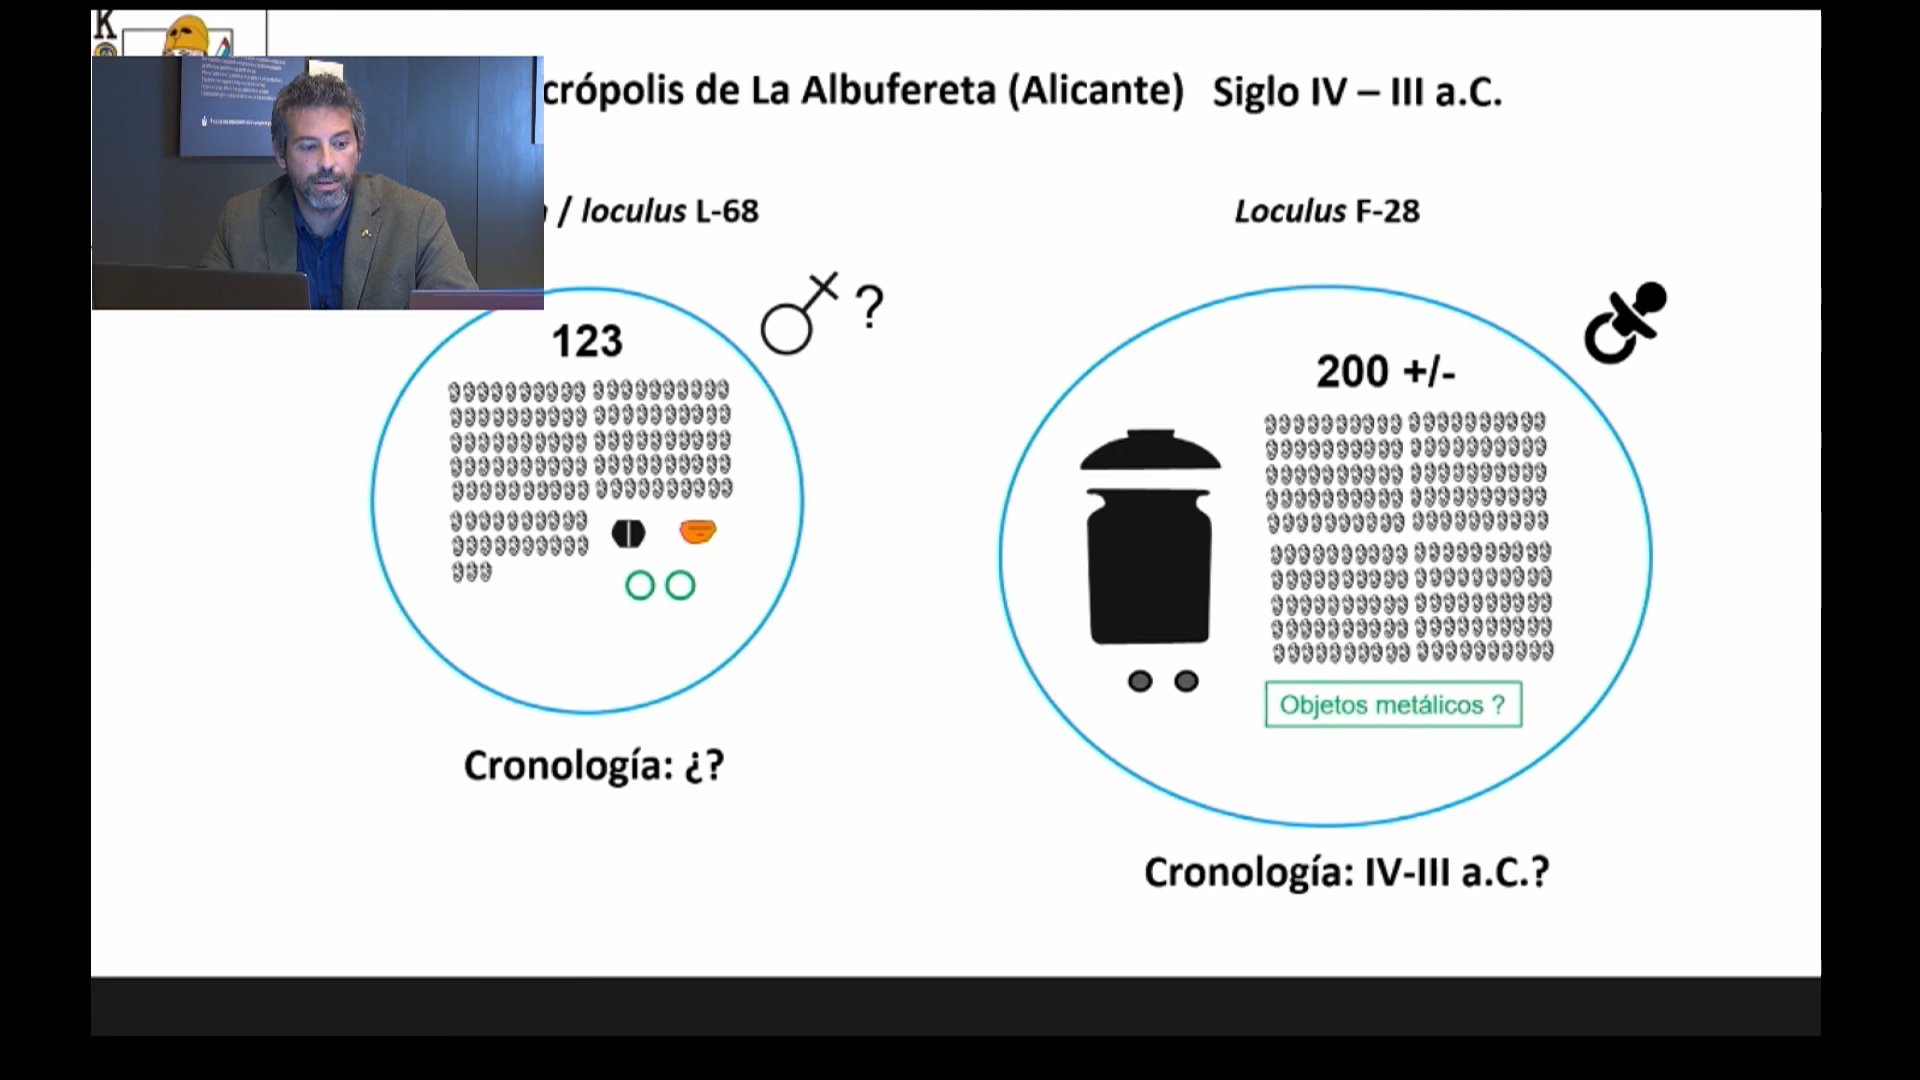 K
crópolis de La Albufereta (Alicante) Siglo IV – III a.C.
/ loculus L-68
Loculus F-28
?
123
200 +/-
Objetos metálicos ?
Cronología: ¿?
Cronología: IV-III a.C.?